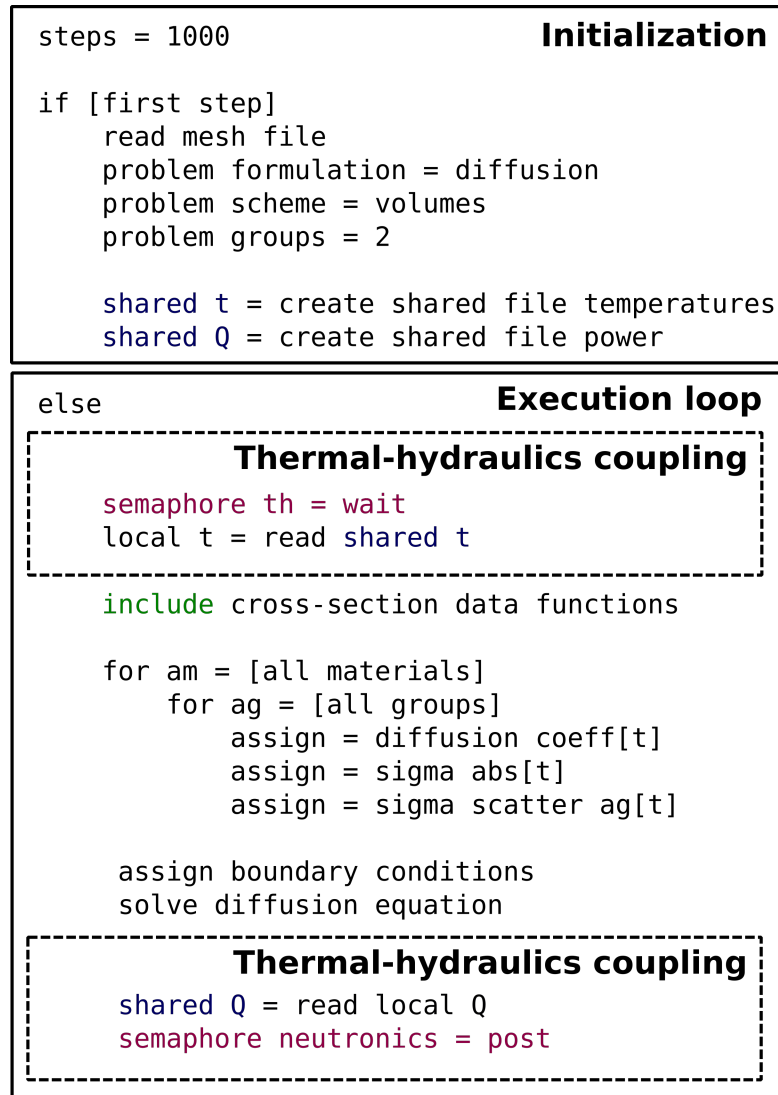 steps = 1000
Initialization
if [first step]
read mesh file
problem formulation = diffusion
problem scheme = volumes
problem groups = 2
shared t = create shared file temperatures
shared Q = create shared file power
else
Execution loop
Thermal-hydraulics coupling
semaphore th = wait
local t = read shared t
include cross-section data functions
for am = [all materials]
for ag = [all groups]
assign = diffusion coeff[t]
assign = sigma abs[t]
assign = sigma scatter ag[t]
assign boundary conditions
solve diffusion equation
Thermal-hydraulics coupling
shared Q = read local Q
semaphore neutronics = post